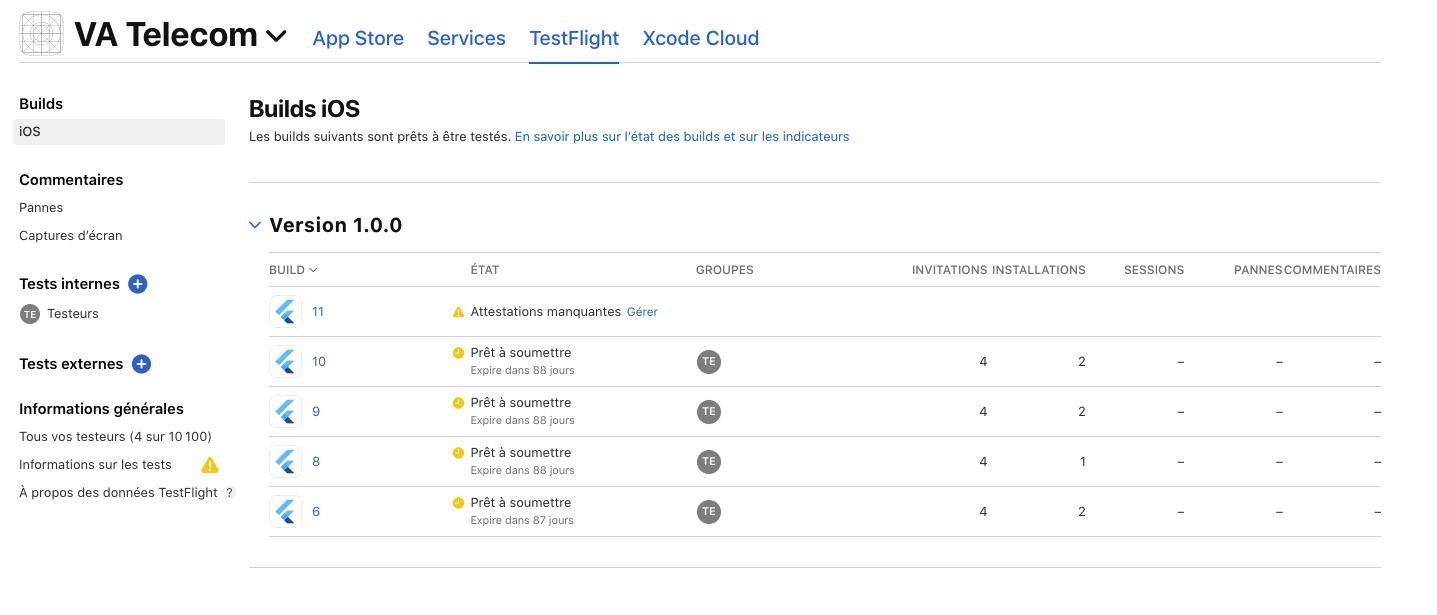 VA Telecom
App Store Services TestFlight Xcode Cloud
Builds
iOS
Commentaires
Pannes
Captures d’écran
Tests internes
TE Testeurs
Tests externes
Informations générales
Tous vos testeurs (4 sur 10 100)
Informations sur les tests
À propos des données TestFlight ?
Builds iOS
Les builds suivants sont prêts à être testés. En savoir plus sur l’état des builds et sur les indicateurs
Version 1.0.0
BUILD ÉTAT GROUPES INVITATIONS INSTALLATIONS SESSIONS PANNES COMMENTAIRES
11 Attestations manquantes Gérer
10 Prêt à soumettre TE 4 2 – – –
Expire dans 88 jours
9 Prêt à soumettre TE 4 2 – – –
Expire dans 88 jours
8 Prêt à soumettre TE 4 1 – – –
Expire dans 88 jours
6 Prêt à soumettre TE 4 2 – – –
Expire dans 87 jours